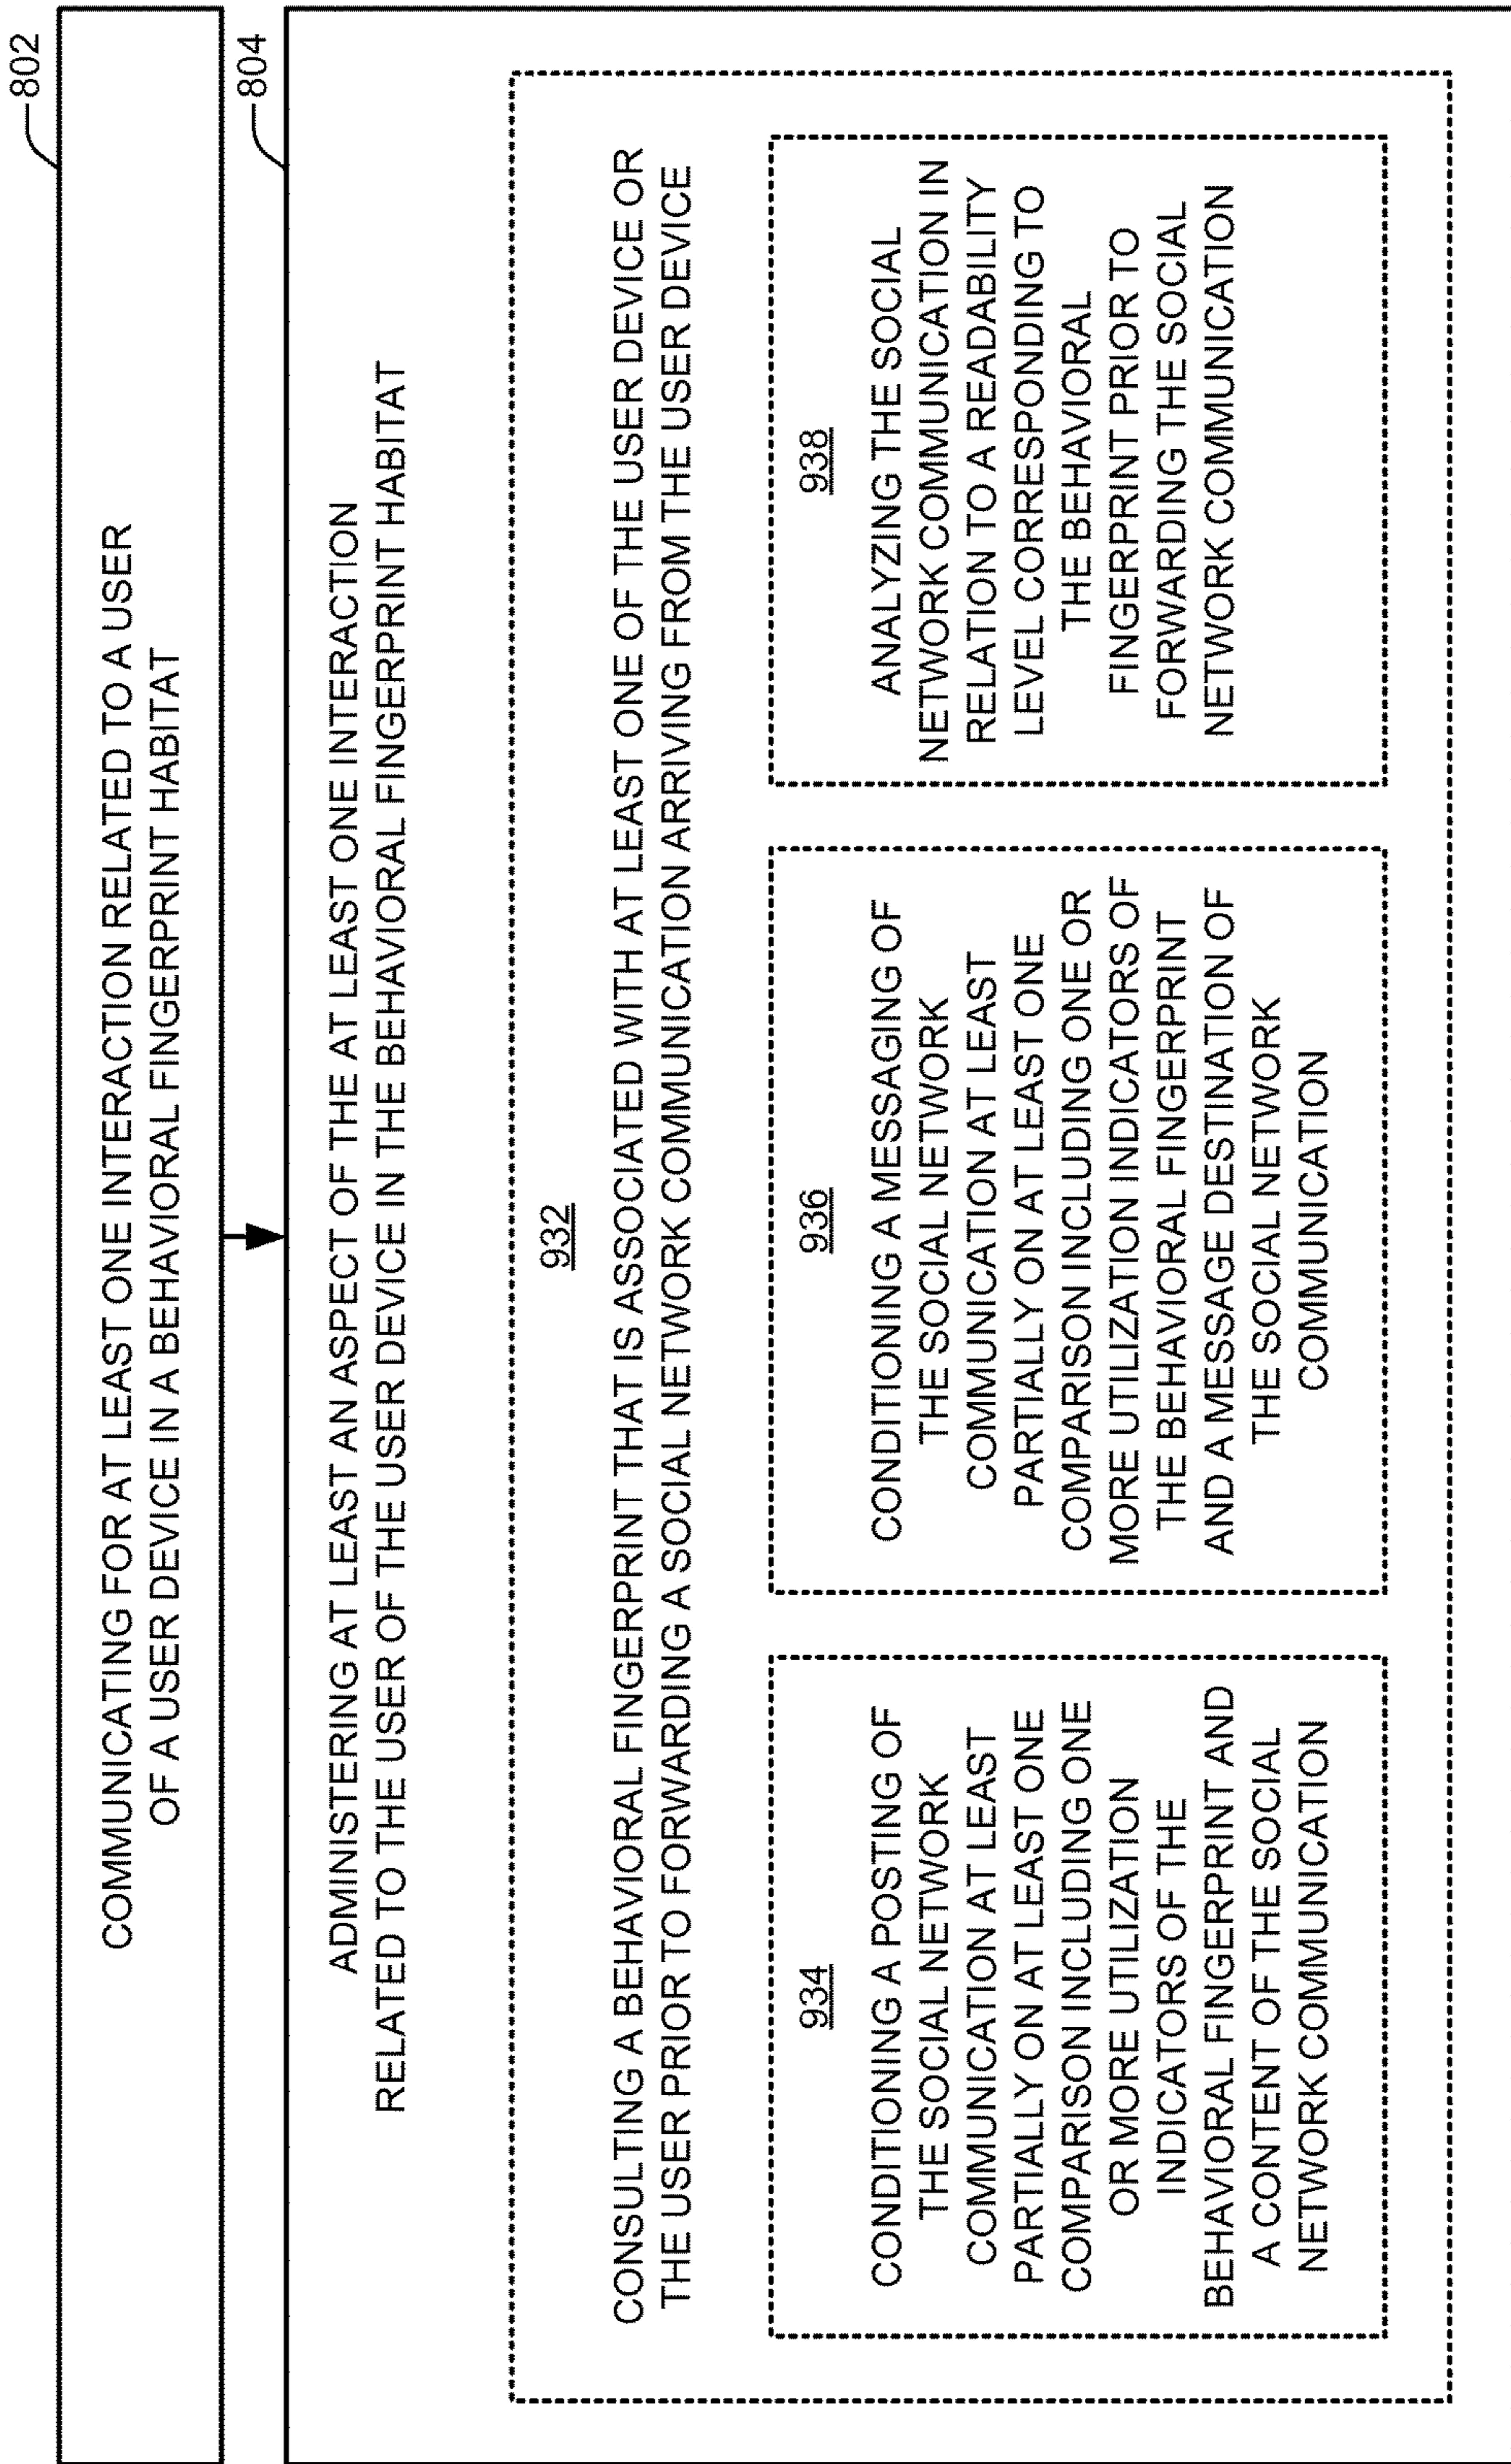 802
COMMUNICATING FOR AT LEAST ONE INTERACTION RELATED TO A USER
OF A USER DEVICE IN A BEHAVIORAL FINGERPRINT HABITAT
804
ADMINISTERING AT LEAST AN ASPECT OF THE AT LEAST ONE INTERACTION
RELATED TO THE USER OF THE USER DEVICE IN THE BEHAVIORAL FINGERPRINT HABITAT
932
CONSULTING A BEHAVIORAL FINGERPRINT THAT IS ASSOCIATED WITH AT LEAST ONE OF THE USER DEVICE OR
THE USER PRIOR TO FORWARDING A SOCIAL NETWORK COMMUNICATION ARRIVING FROM THE USER DEVICE
934
CONDITIONING A POSTING OF
THE SOCIAL NETWORK
COMMUNICATION AT LEAST
PARTIALLY ON AT LEAST ONE
COMPARISON INCLUDING ONE
OR MORE UTILIZATION
INDICATORS OF THE
BEHAVIORAL FINGERPRINT AND
A CONTENT OF THE SOCIAL
NETWORK COMMUNICATION
936
CONDITIONING A MESSAGING OF
THE SOCIAL NETWORK
COMMUNICATION AT LEAST
PARTIALLY ON AT LEAST ONE
COMPARISON INCLUDING ONE OR
MORE UTILIZATION INDICATORS OF
THE BEHAVIORAL FINGERPRINT
AND A MESSAGE DESTINATION OF
THE SOCIAL NETWORK
COMMUNICATION
938
ANALYZING THE SOCIAL
NETWORK COMMUNICATION IN
RELATION TO A READABILITY
LEVEL CORRESPONDING TO
THE BEHAVIORAL
FINGERPRINT PRIOR TO
FORWARDING THE SOCIAL
NETWORK COMMUNICATION